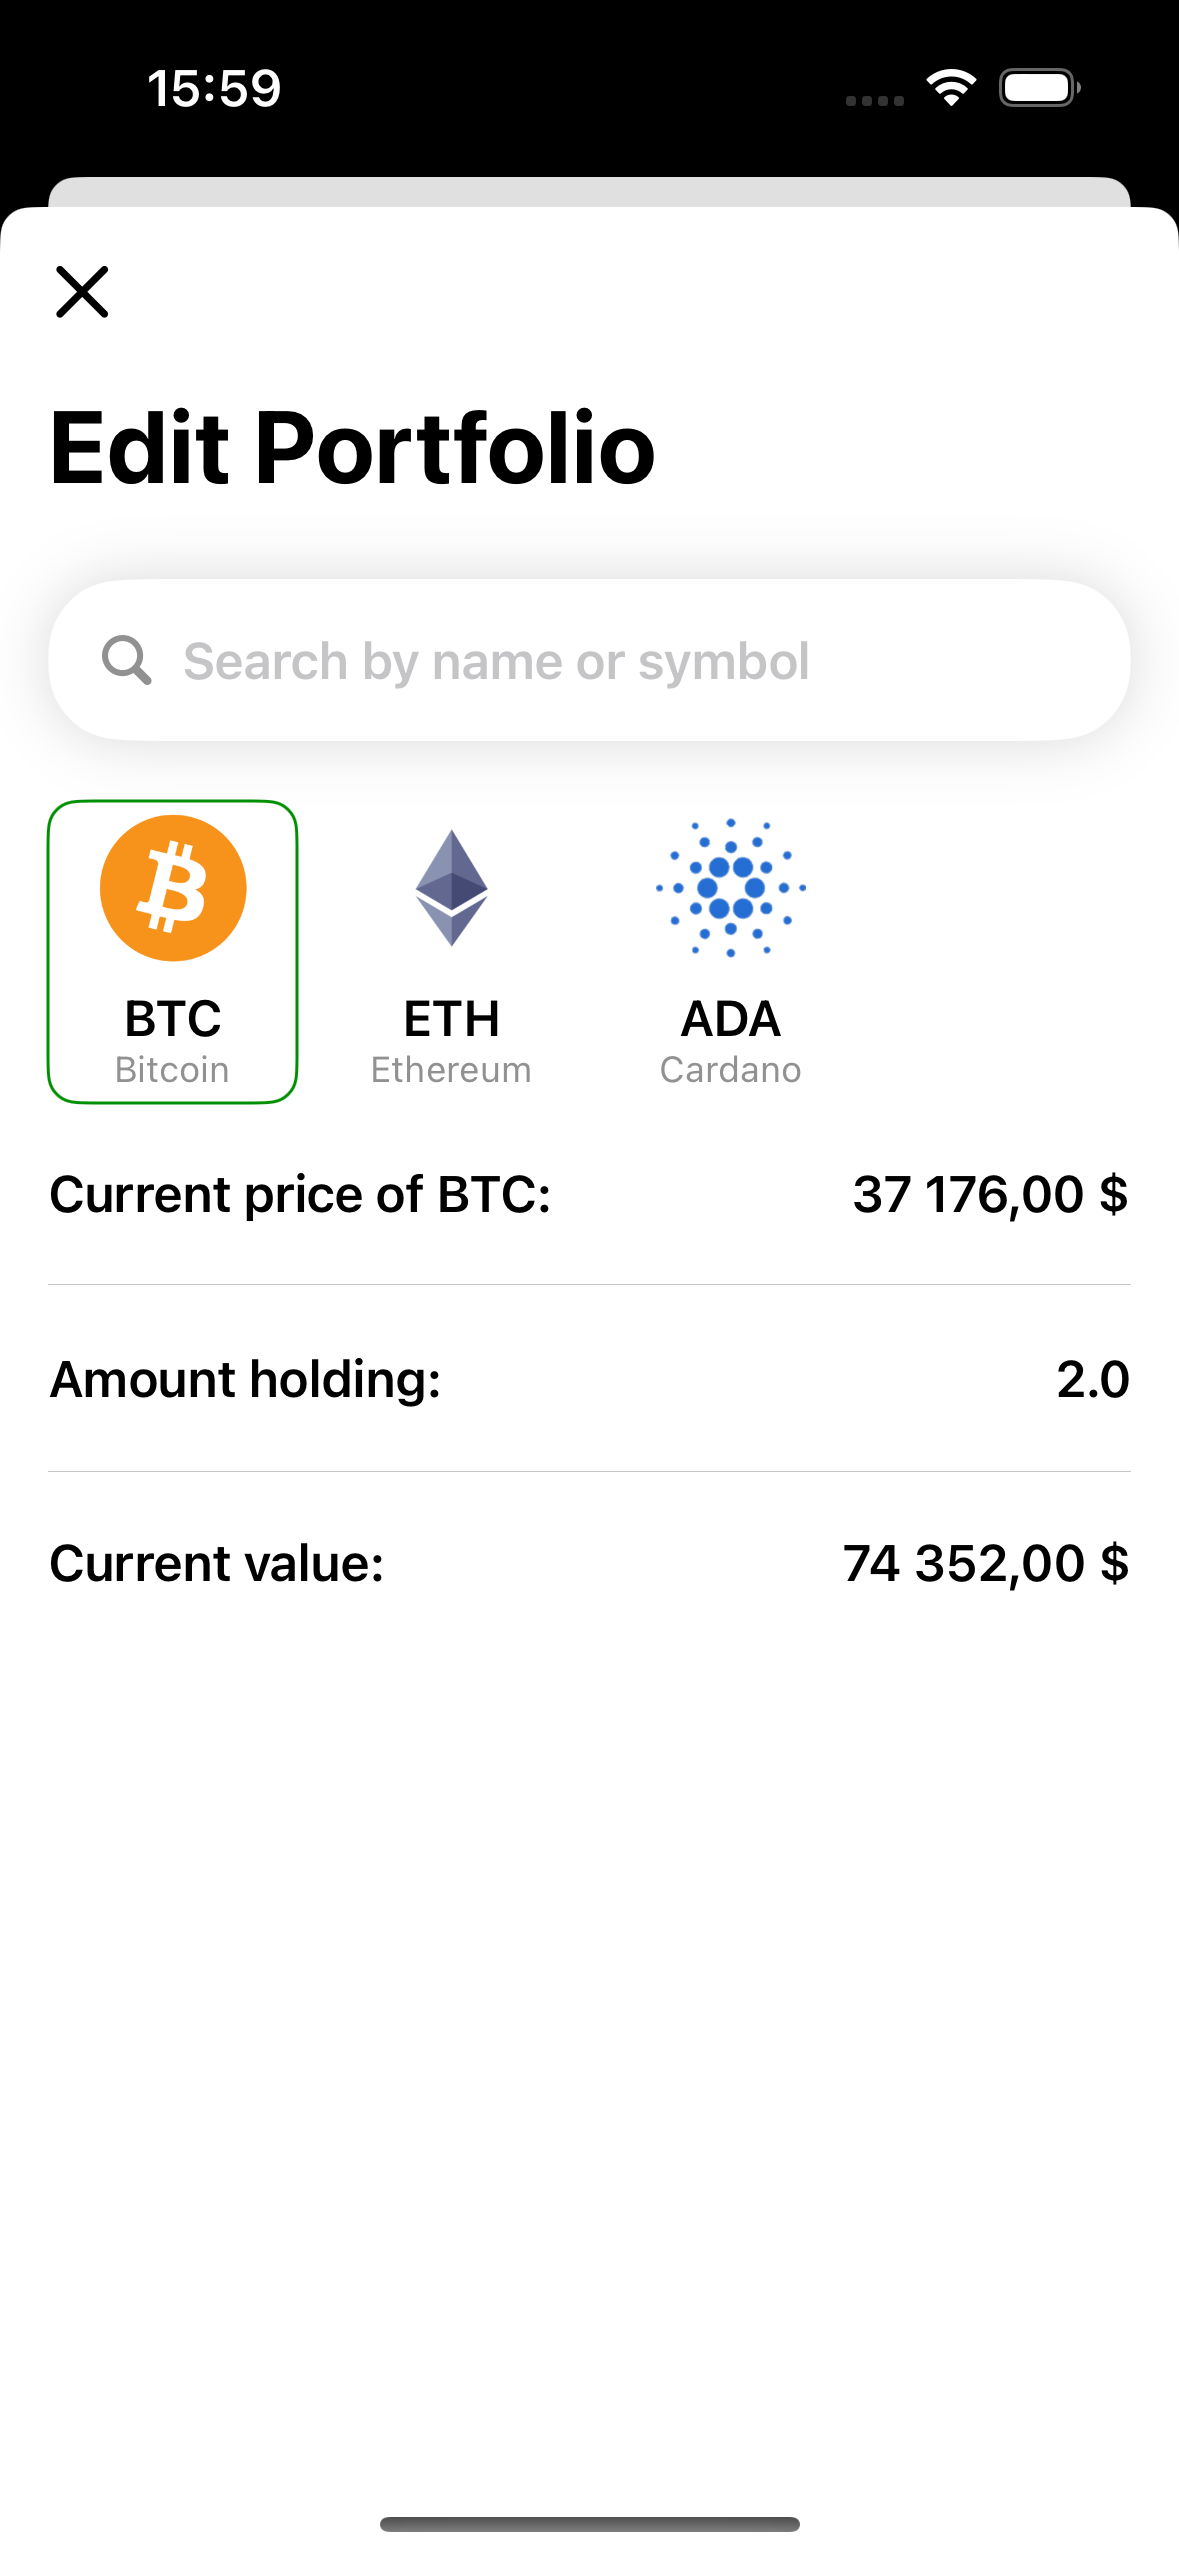 15:59
Edit Portfolio
Search by name or symbol
BTC ETH ADA
Bitcoin Ethereum Cardano
Current price of BTC: 37 176,00 $
Amount holding: 2.0
Current value: 74 352,00 $